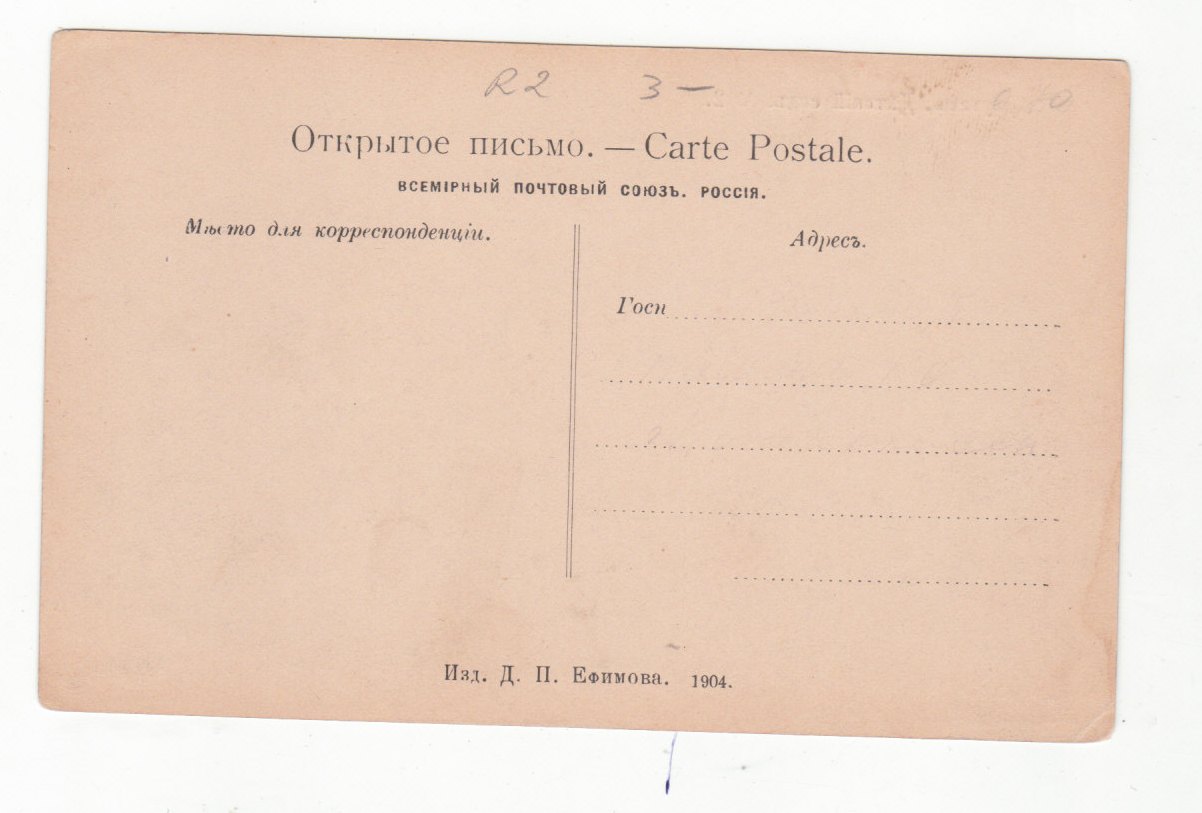 R2 3 —
Открытое письмо. — Carte Postale.
ВСЕМІРНЫЙ ПОЧТОВЫЙ СОЮЗЪ. РОССІЯ.
Мѣсто для корреспонденціи.
Адресъ.
Госп
Изд. Д. П. Ефимова. 1904.